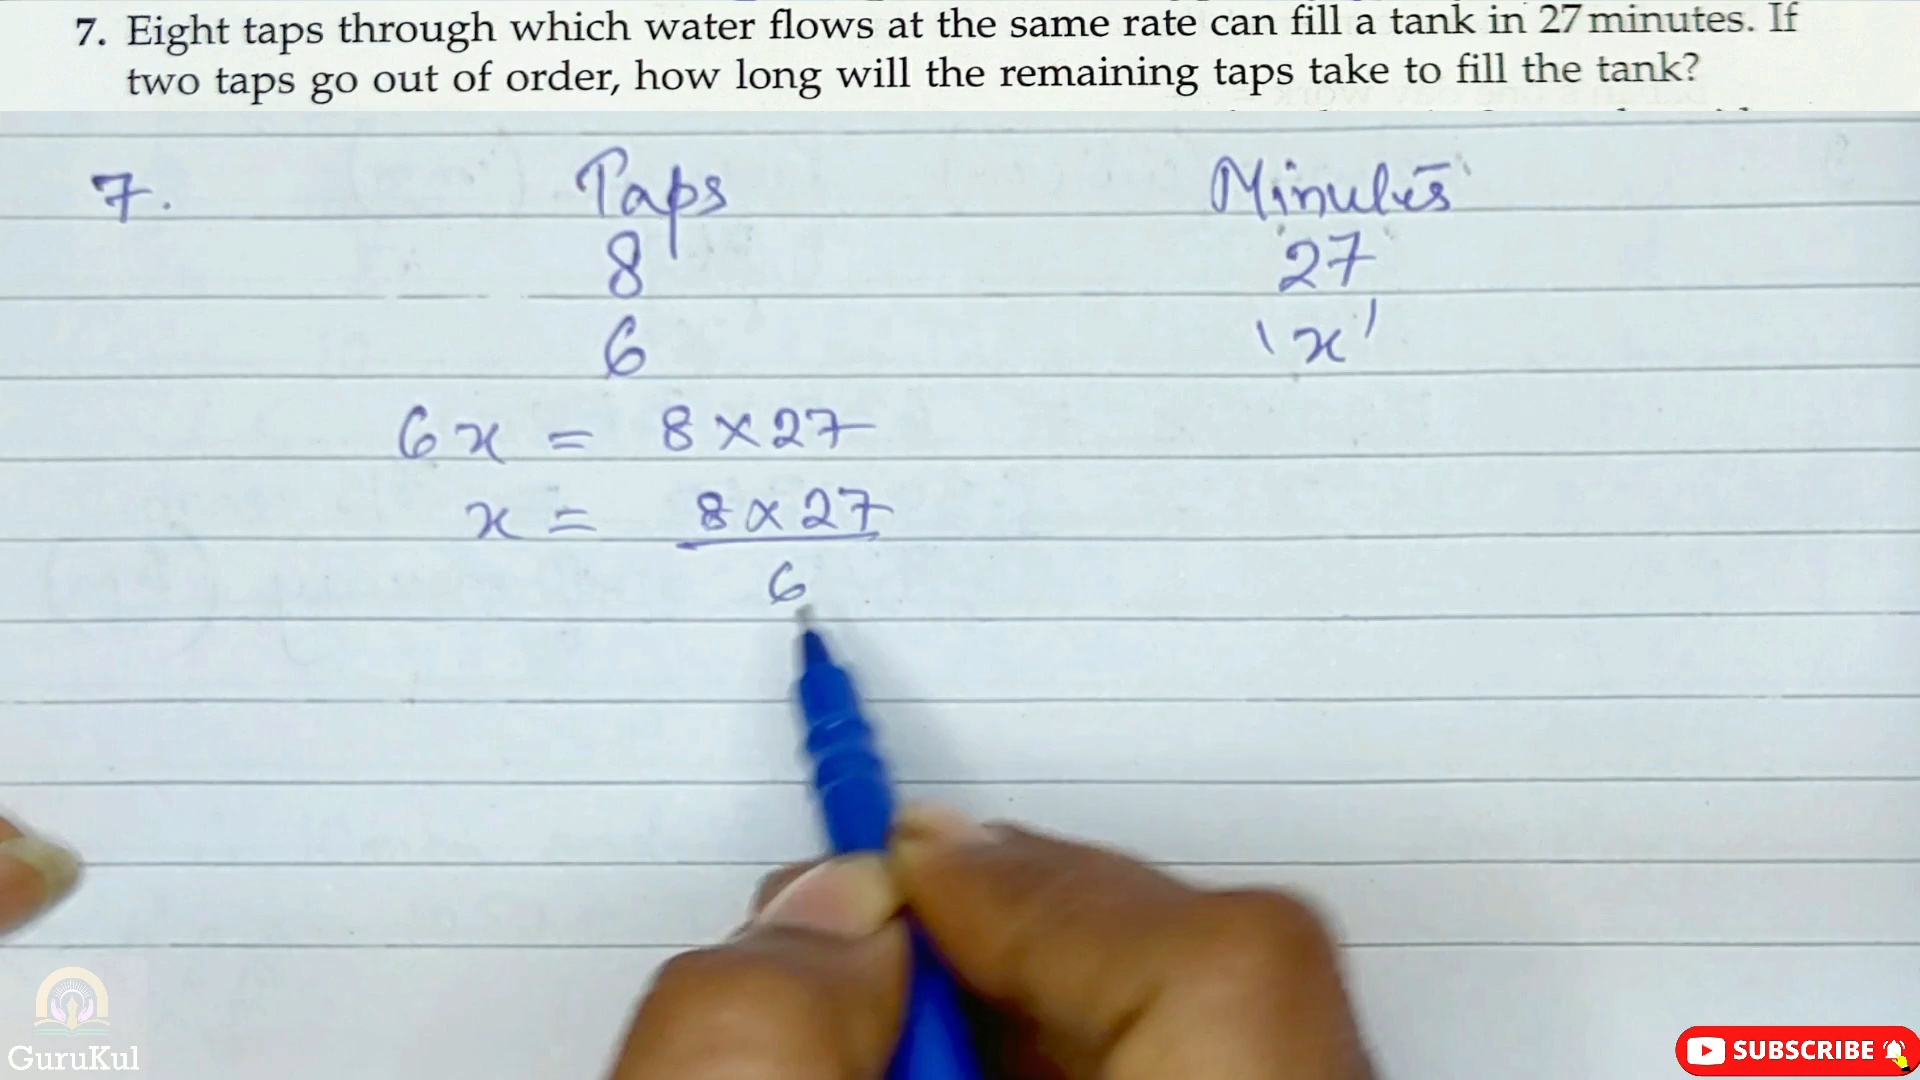 7. Eight taps through which water flows at the same rate can fill a tank in 27 minutes. If
two taps go out of order, how long will the remaining taps take to fill the tank?
7. Taps Minutes
8 27
6 'x'
6x = 8 × 27
x = 8 × 27
6
GuruKul
SUBSCRIBE